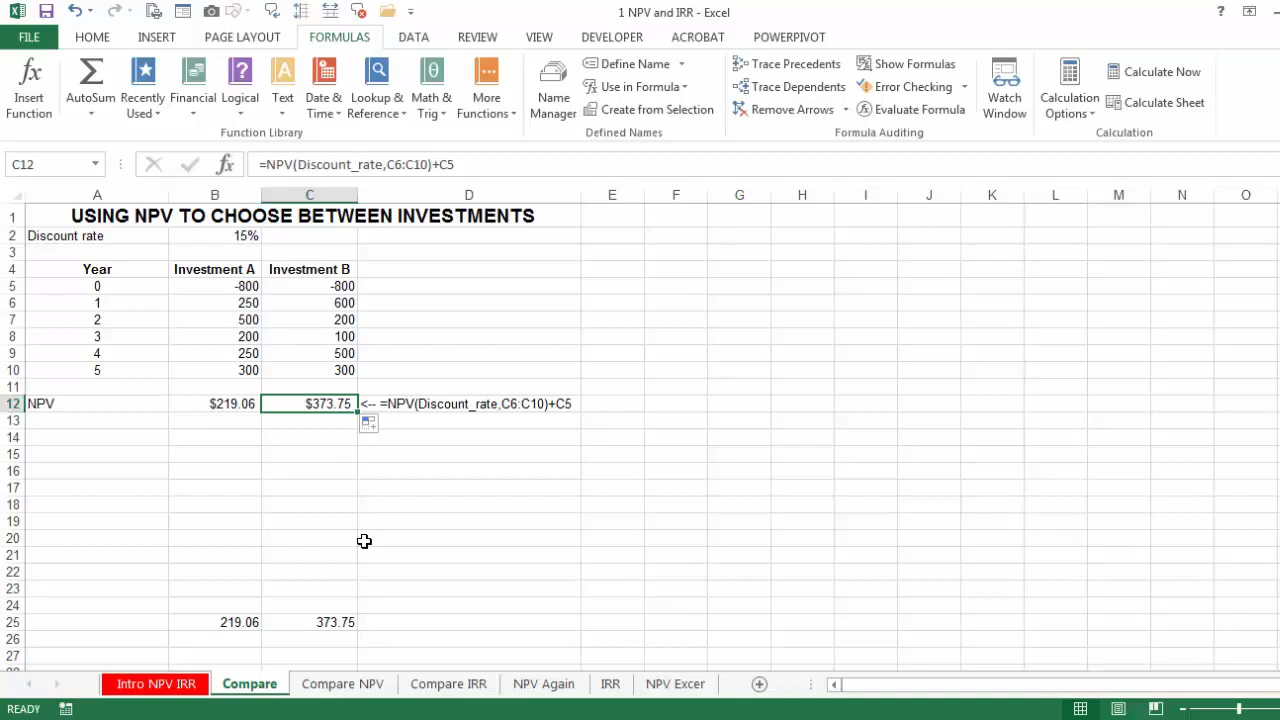 1 NPV and IRR - Excel
?
FILE HOME INSERT PAGE LAYOUT FORMULAS DATA REVIEW VIEW DEVELOPER ACROBAT POWERPIVOT
fx Σ ? A θ
Insert Function
AutoSum
Recently Used
Financial
Logical
Text
Date & Time
Lookup & Reference
Math & Trig
More Functions
Function Library
Name Manager
Define Name
Use in Formula
Create from Selection
Defined Names
Trace Precedents
Trace Dependents
Remove Arrows
Show Formulas
Error Checking
Evaluate Formula
Formula Auditing
Watch Window
Calculation Options
Calculate Now
Calculate Sheet
Calculation
C12 fx =NPV(Discount_rate,C6:C10)+C5
A B C D E F G H I J K L M N O
1 USING NPV TO CHOOSE BETWEEN INVESTMENTS
2 Discount rate 15%
3
4 Year Investment A Investment B
5 0 -800 -800
6 1 250 600
7 2 500 200
8 3 200 100
9 4 250 500
10 5 300 300
11
12 NPV $219.06 $373.75 <-- =NPV(Discount_rate,C6:C10)+C5
13
14
15
16
17
18
19
20
21
22
23
24
25 219.06 373.75
26
27
Intro NPV IRR Compare Compare NPV Compare IRR NPV Again IRR NPV Excer
READY